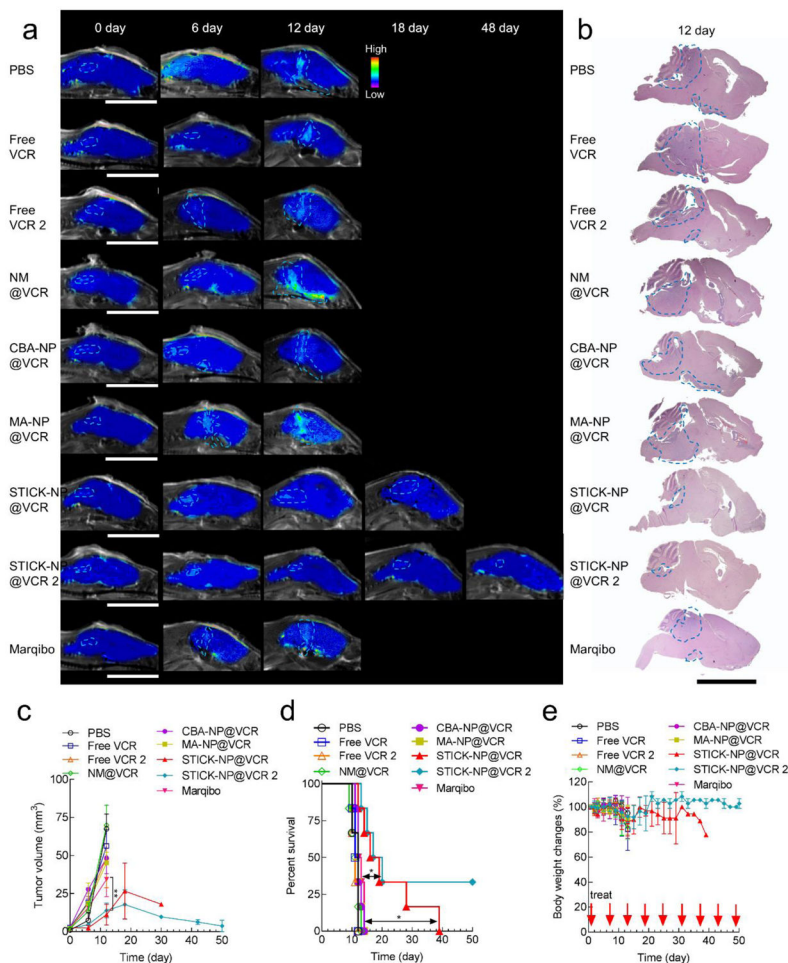 a
0 day 6 day 12 day 18 day 48 day
High
Low
PBS
Free
VCR
Free
VCR 2
NM
@VCR
CBA-NP
@VCR
MA-NP
@VCR
STICK-NP
@VCR
STICK-NP
@VCR 2
Marqibo
b
12 day
PBS
Free
VCR
Free
VCR 2
NM
@VCR
CBA-NP
@VCR
MA-NP
@VCR
STICK-NP
@VCR
STICK-NP
@VCR 2
Marqibo
c
PBS
Free VCR
Free VCR 2
NM@VCR
CBA-NP@VCR
MA-NP@VCR
STICK-NP@VCR
STICK-NP@VCR 2
Marqibo
Tumor volume (mm³)
100
75
50
25
0
**
0 10 20 30 40 50
Time (day)
d
PBS
Free VCR
Free VCR 2
NM@VCR
CBA-NP@VCR
MA-NP@VCR
STICK-NP@VCR
STICK-NP@VCR 2
Marqibo
Percent survival
100
75
50
25
0
*
*
0 10 20 30 40 50
Time (day)
e
PBS
Free VCR
Free VCR 2
NM@VCR
CBA-NP@VCR
MA-NP@VCR
STICK-NP@VCR
STICK-NP@VCR 2
Marqibo
Body weight changes (%)
120
100
80
60
40
20
0
treat
0 10 20 30 40 50
Time (day)